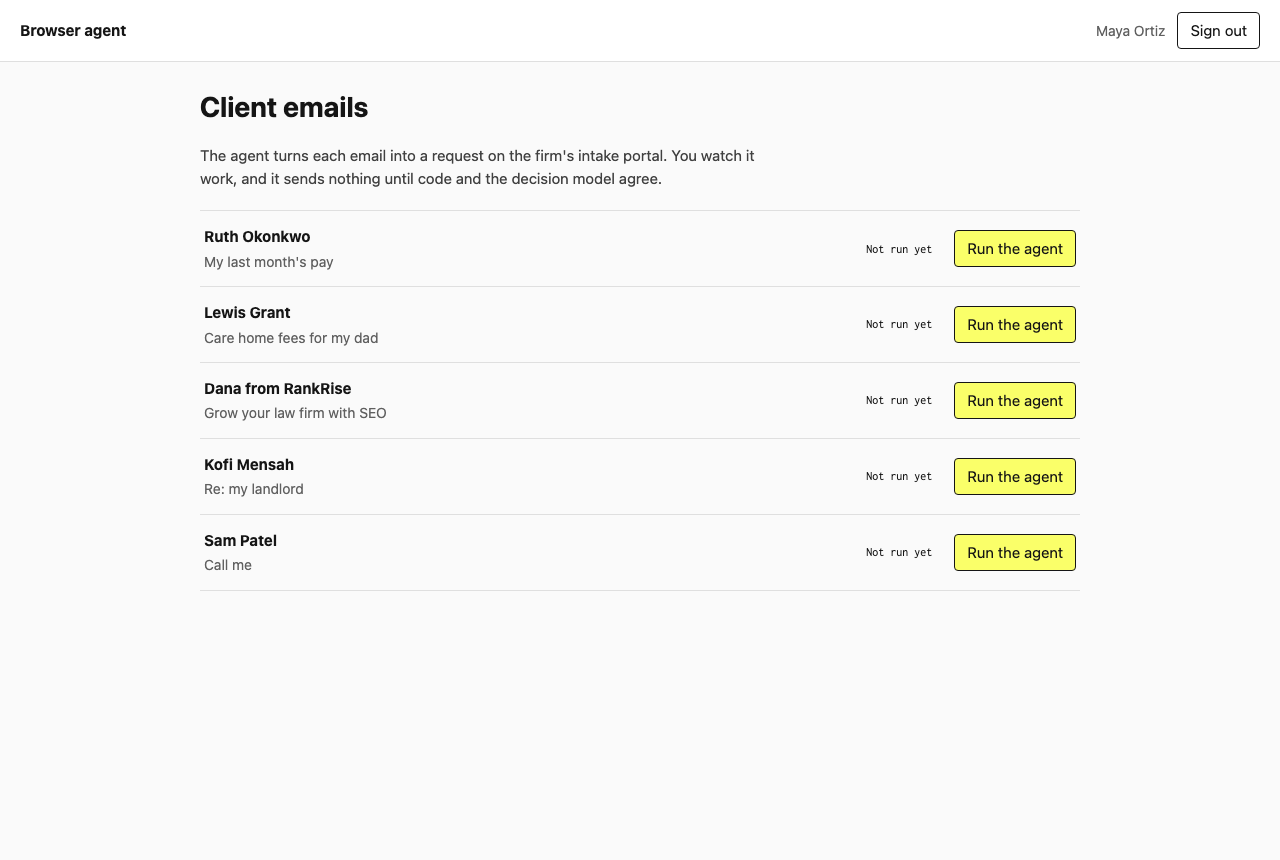 Browser agent
Maya Ortiz
Sign out
Client emails
The agent turns each email into a request on the firm's intake portal. You watch it
work, and it sends nothing until code and the decision model agree.
Ruth Okonkwo
My last month's pay
Not run yet
Run the agent
Lewis Grant
Care home fees for my dad
Not run yet
Run the agent
Dana from RankRise
Grow your law firm with SEO
Not run yet
Run the agent
Kofi Mensah
Re: my landlord
Not run yet
Run the agent
Sam Patel
Call me
Not run yet
Run the agent